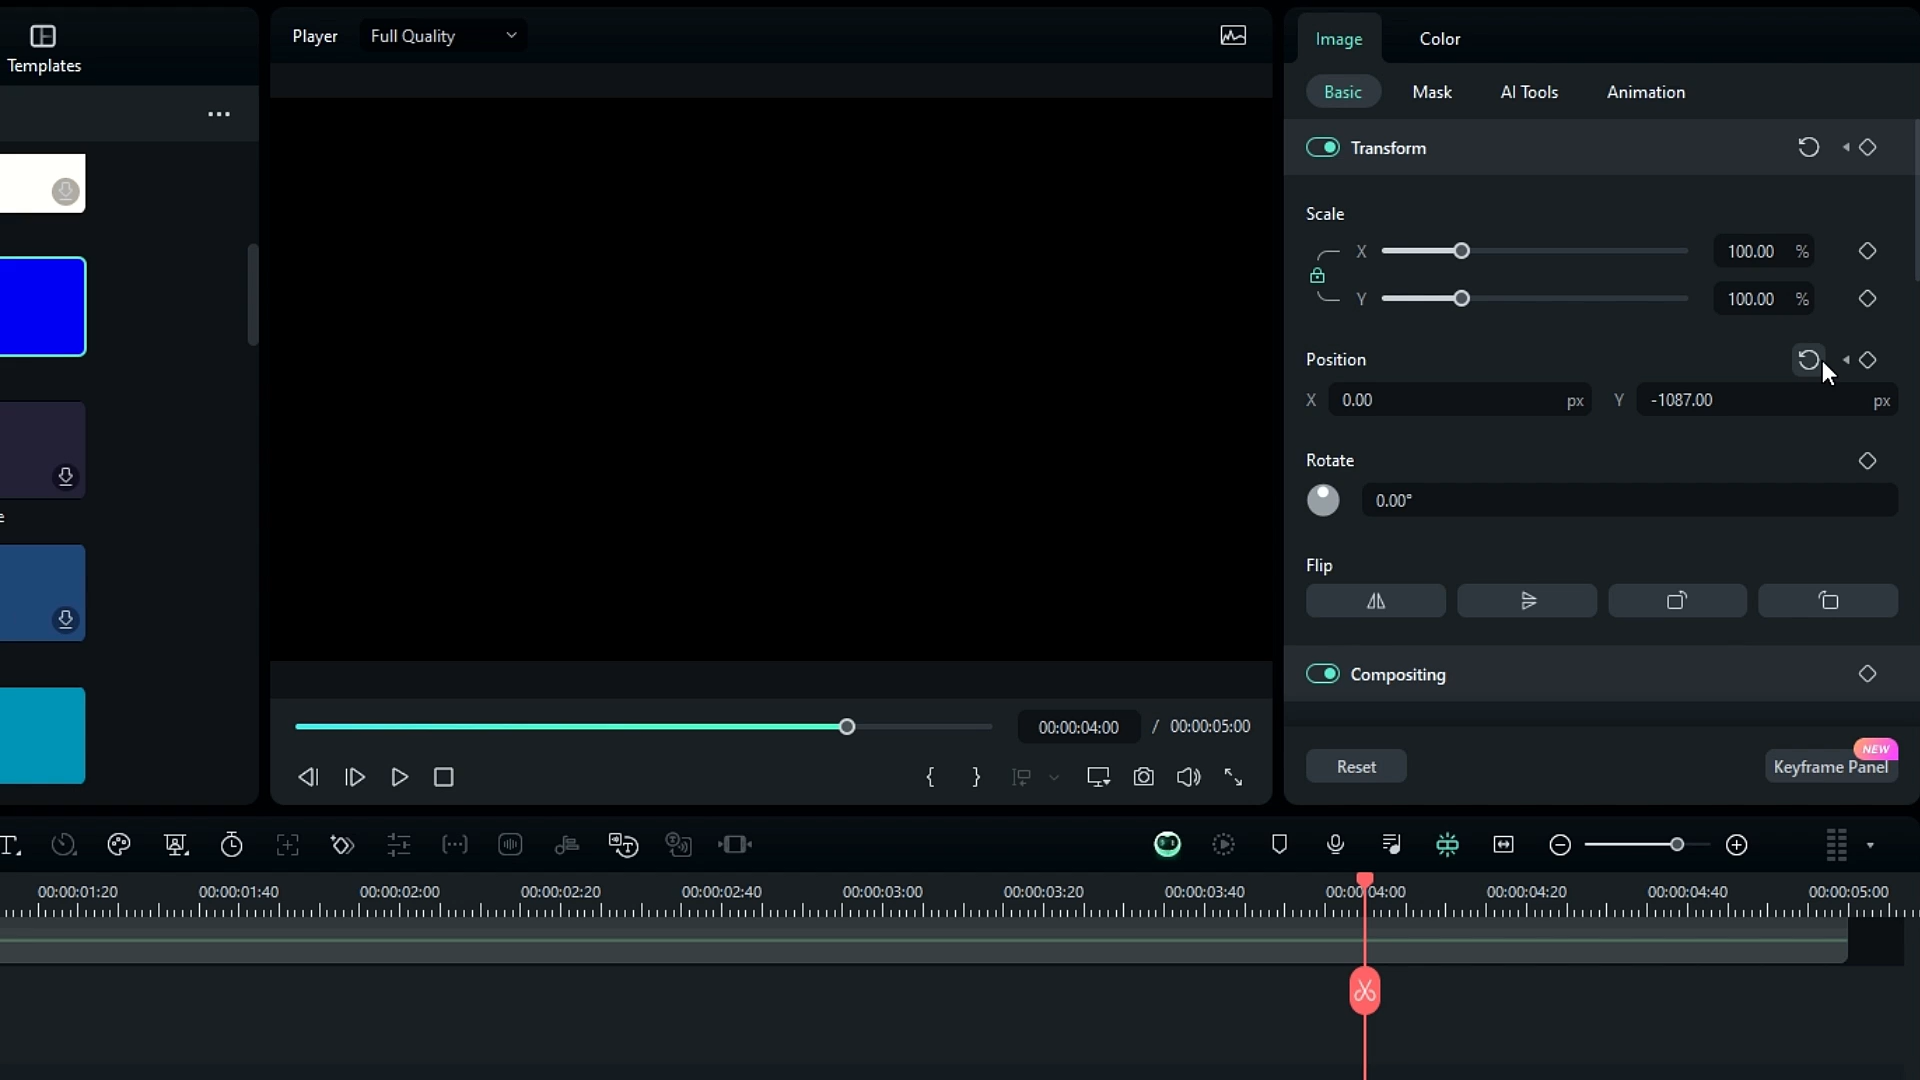 Templates
Player
Full Quality
Image
Color
Basic
Mask
AI Tools
Animation
Transform
Scale
X
100.00 %
Y
100.00 %
Position
X 0.00 px Y -1087.00 px
Rotate
0.00°
Flip
Compositing
Reset
NEW
Keyframe Panel
00:00:04:00 / 00:00:05:00
e
00:00:01:20 00:00:01:40 00:00:02:00 00:00:02:20 00:00:02:40 00:00:03:00 00:00:03:20 00:00:03:40 00:00:04:00 00:00:04:20 00:00:04:40 00:00:05:00